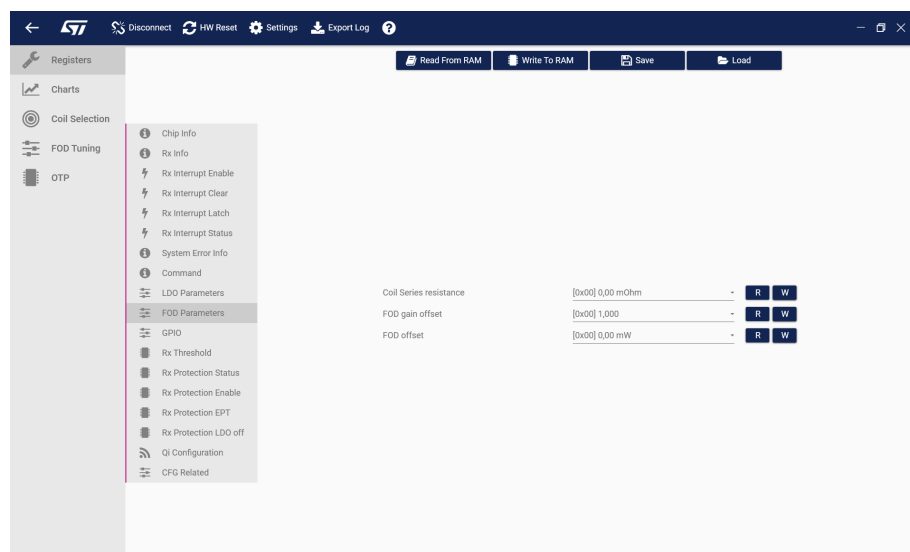 ST Disconnect HW Reset Settings Export Log ?
Registers
Charts
Coil Selection
FOD Tuning
OTP
Read From RAM Write To RAM Save Load
Chip Info
Rx Info
Rx Interrupt Enable
Rx Interrupt Clear
Rx Interrupt Latch
Rx Interrupt Status
System Error Info
Command
LDO Parameters
FOD Parameters
GPIO
Rx Threshold
Rx Protection Status
Rx Protection Enable
Rx Protection EPT
Rx Protection LDO off
Qi Configuration
CFG Related
Coil Series resistance [0x00] 0,00 mOhm R W
FOD gain offset [0x00] 1,000 R W
FOD offset [0x00] 0,00 mW R W